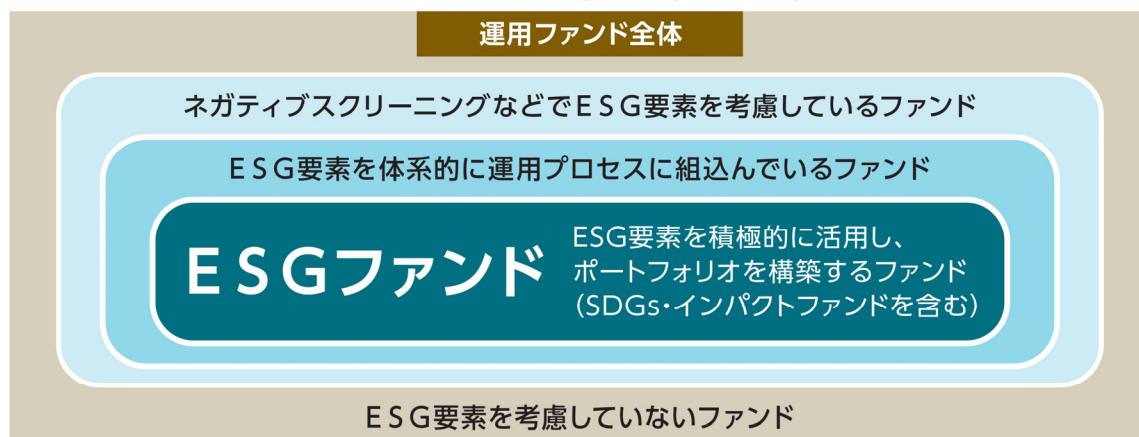 運用ファンド全体
ネガティブスクリーニングなどでESG要素を考慮しているファンド
ESG要素を体系的に運用プロセスに組込んでいるファンド
ESGファンド
ESG要素を積極的に活用し、
ポートフォリオを構築するファンド
(SDGs・インパクトファンドを含む)
ESG要素を考慮していないファンド